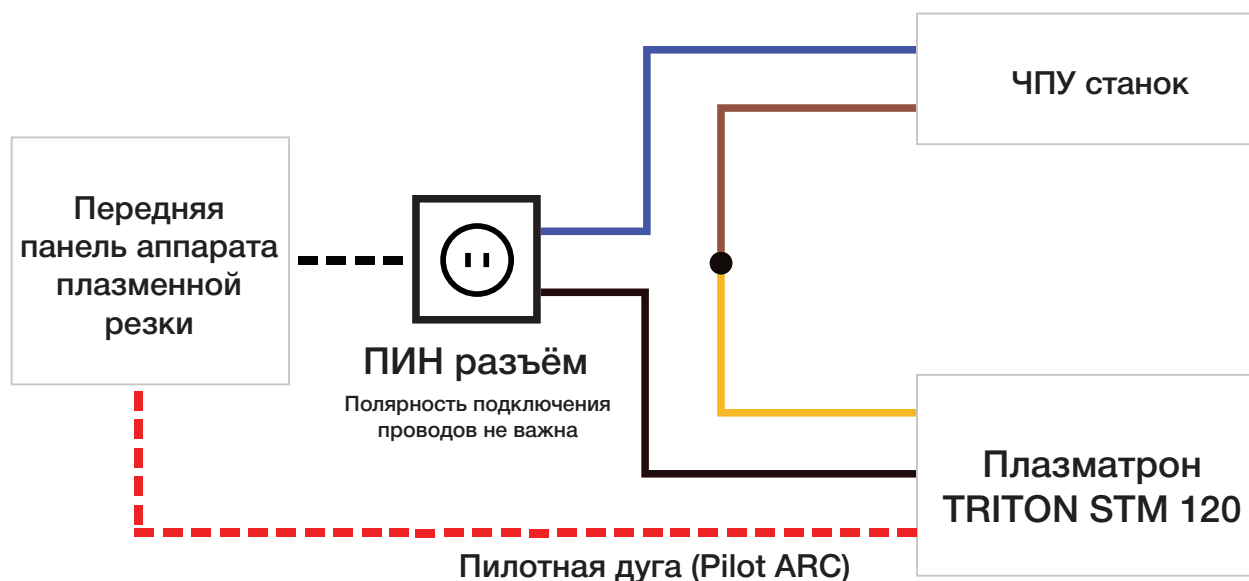 ЧПУ станок
Передняя
панель аппарата
плазменной
резки
ПИН разъём
Полярность подключения
проводов не важна
Плазматрон
TRITON STM 120
Пилотная дуга (Pilot ARC)